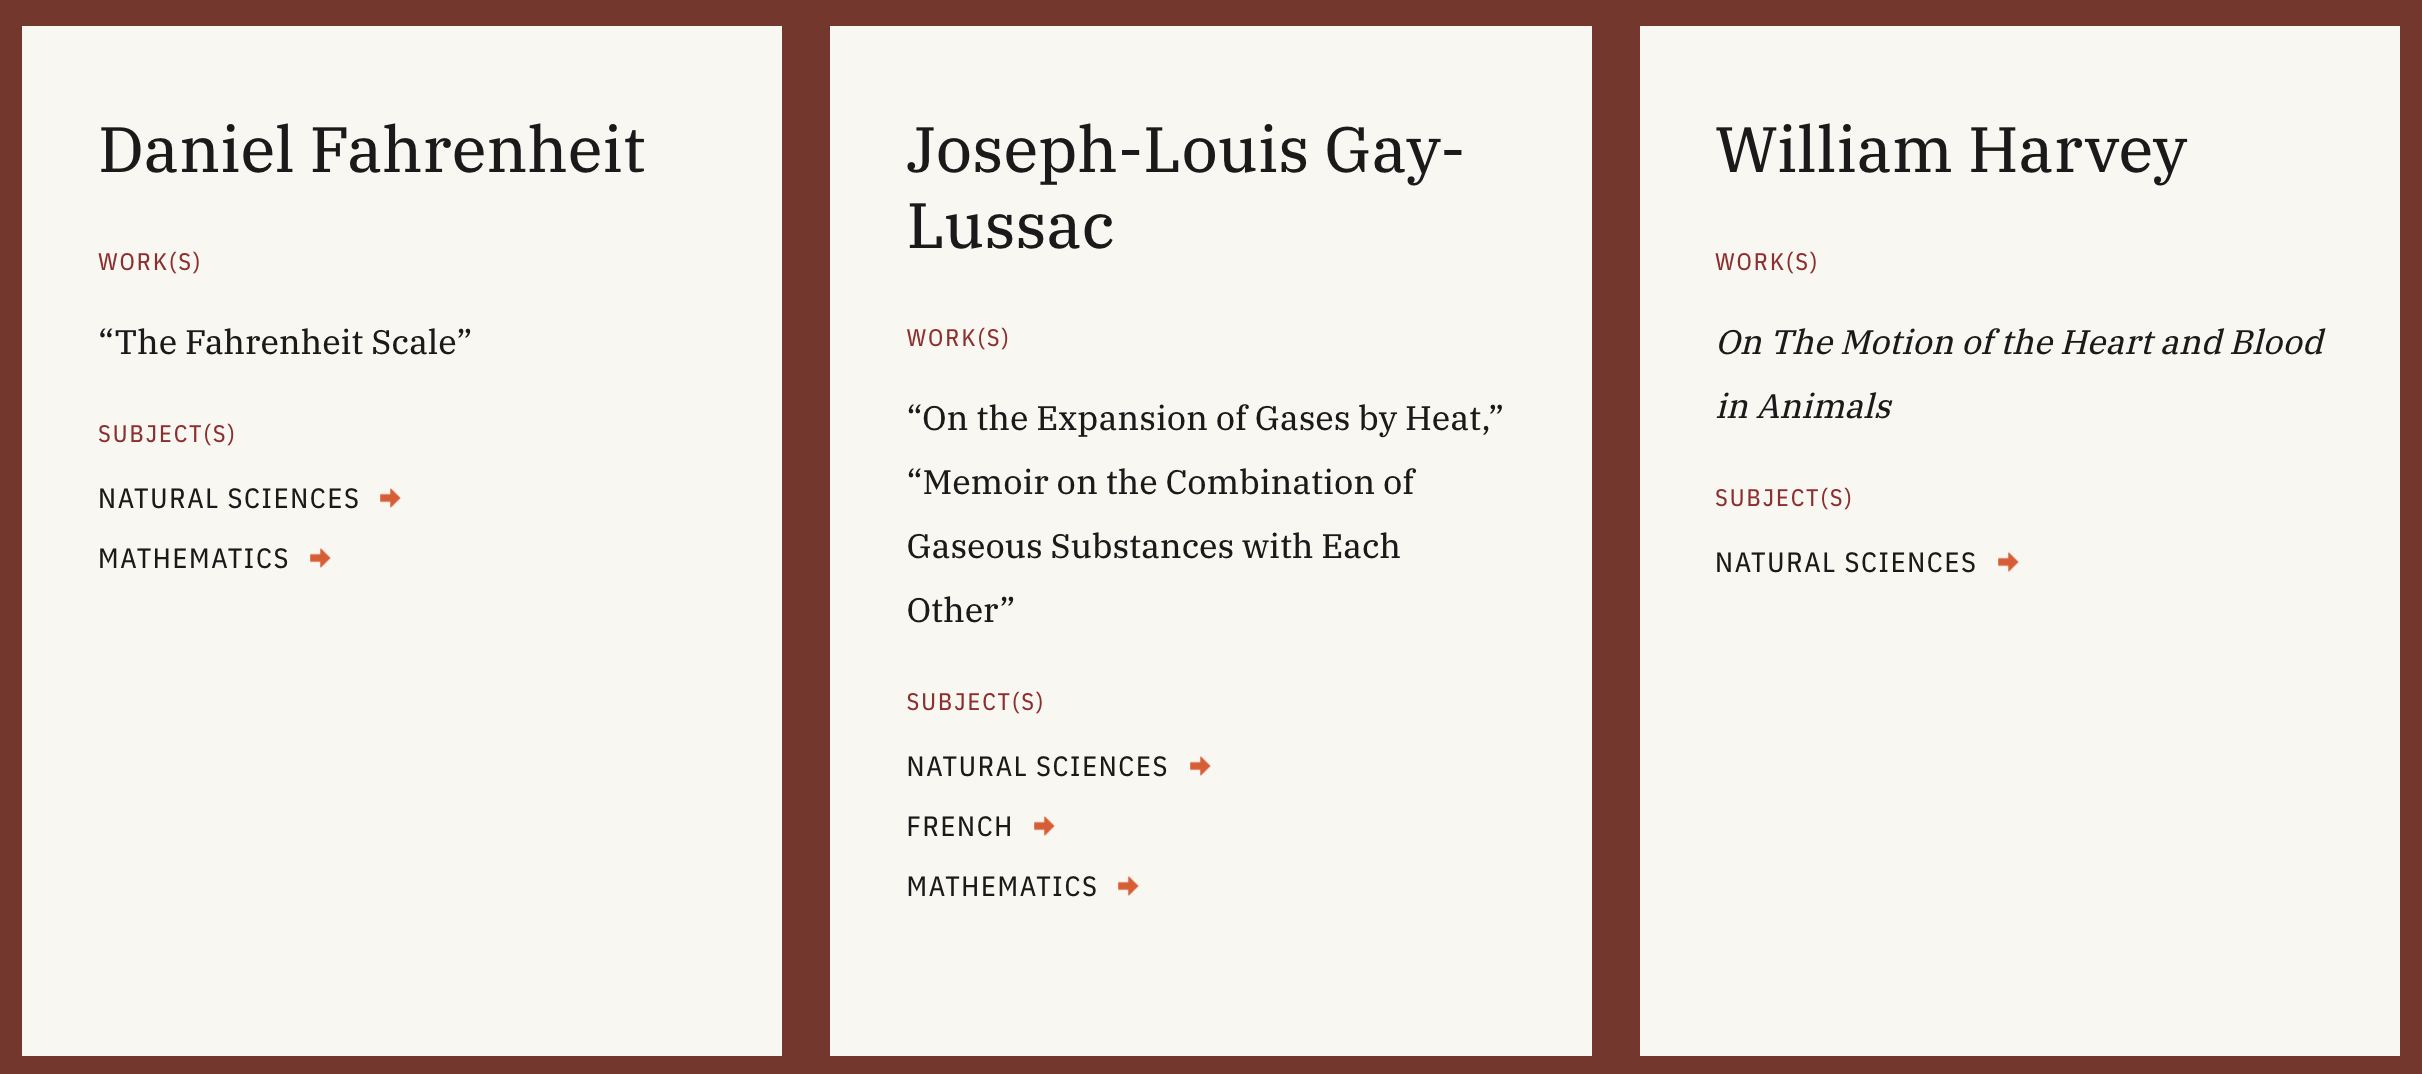 Daniel Fahrenheit
WORK(S)
“The Fahrenheit Scale”
SUBJECT(S)
NATURAL SCIENCES
MATHEMATICS
Joseph-Louis Gay-
Lussac
WORK(S)
“On the Expansion of Gases by Heat,”
“Memoir on the Combination of
Gaseous Substances with Each
Other”
SUBJECT(S)
NATURAL SCIENCES
FRENCH
MATHEMATICS
William Harvey
WORK(S)
On The Motion of the Heart and Blood
in Animals
SUBJECT(S)
NATURAL SCIENCES